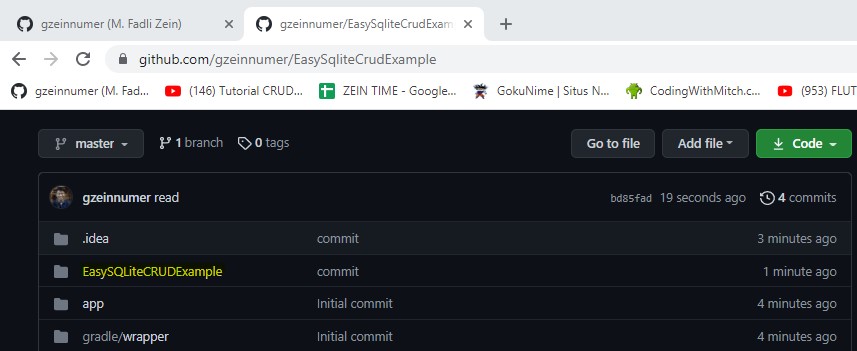 gzeinnumer (M. Fadli Zein)
gzeinnumer/EasySqliteCrudExam
github.com/gzeinnumer/EasySqliteCrudExample
gzeinnumer (M. Fad... (146) Tutorial CRUD... ZEIN TIME - Google... GokuNime | Situs N... CodingWithMitch.c... (953) FLUT
master 1 branch 0 tags Go to file Add file Code
gzeinnumer read bd85fad 19 seconds ago 4 commits
.idea commit 3 minutes ago
EasySQLiteCRUDExample commit 1 minute ago
app Initial commit 4 minutes ago
gradle/wrapper Initial commit 4 minutes ago